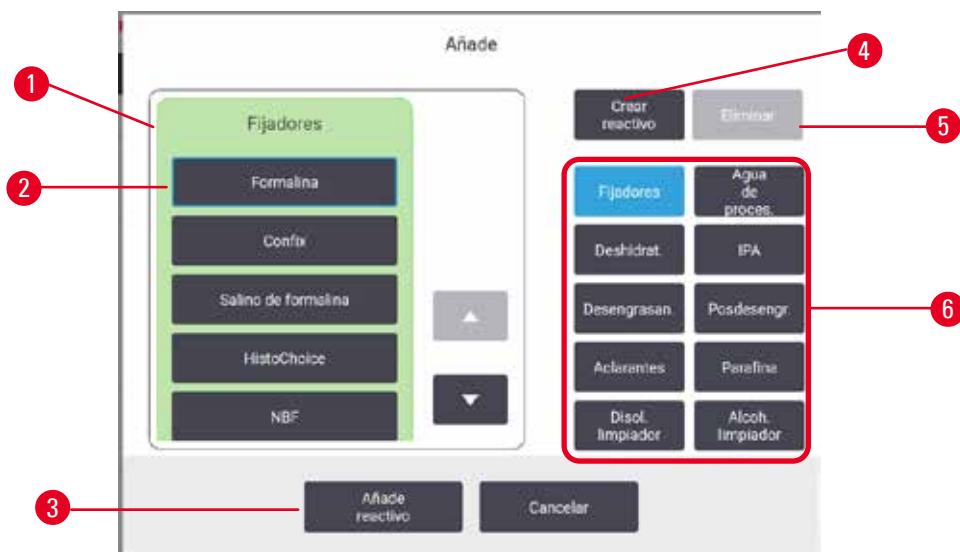 Añade
4
1
Crear
reactivo
Eliminar
5
Fijadores
2
Formalina
Fijadores
Agua
de
proces.
Confix
Deshidrat.
IPA
Salino de formalina
Desengrasan.
Posdesengr.
6
HistoChoice
Aclarantes
Parafina
NBF
Disol.
limpiador
Alcoh.
limpiador
3
Añade
reactivo
Cancelar